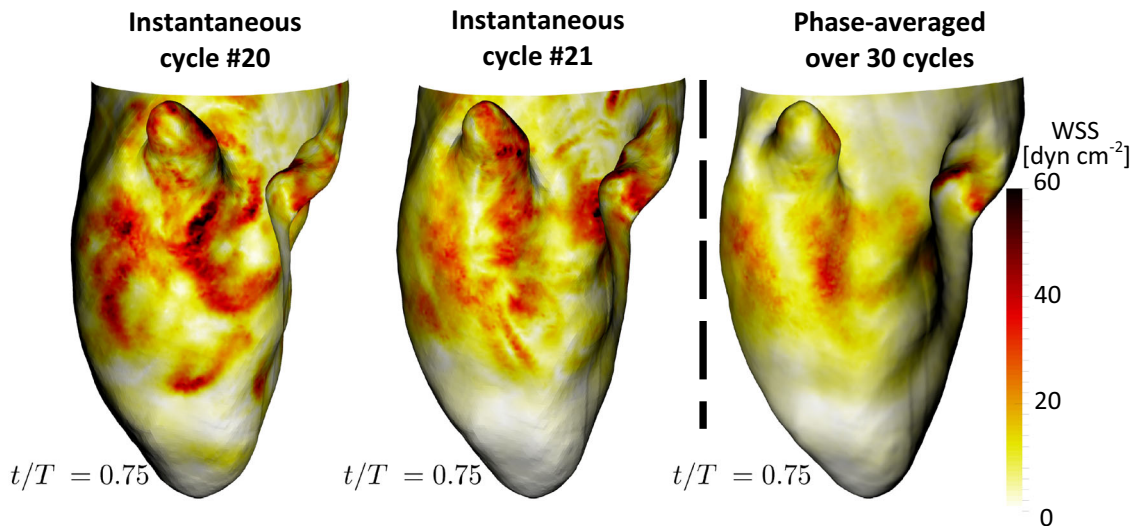 Instantaneous
cycle #20
Instantaneous
cycle #21
Phase-averaged
over 30 cycles
WSS
[dyn cm-2]
60
40
20
0
t/T = 0.75
t/T = 0.75
t/T = 0.75